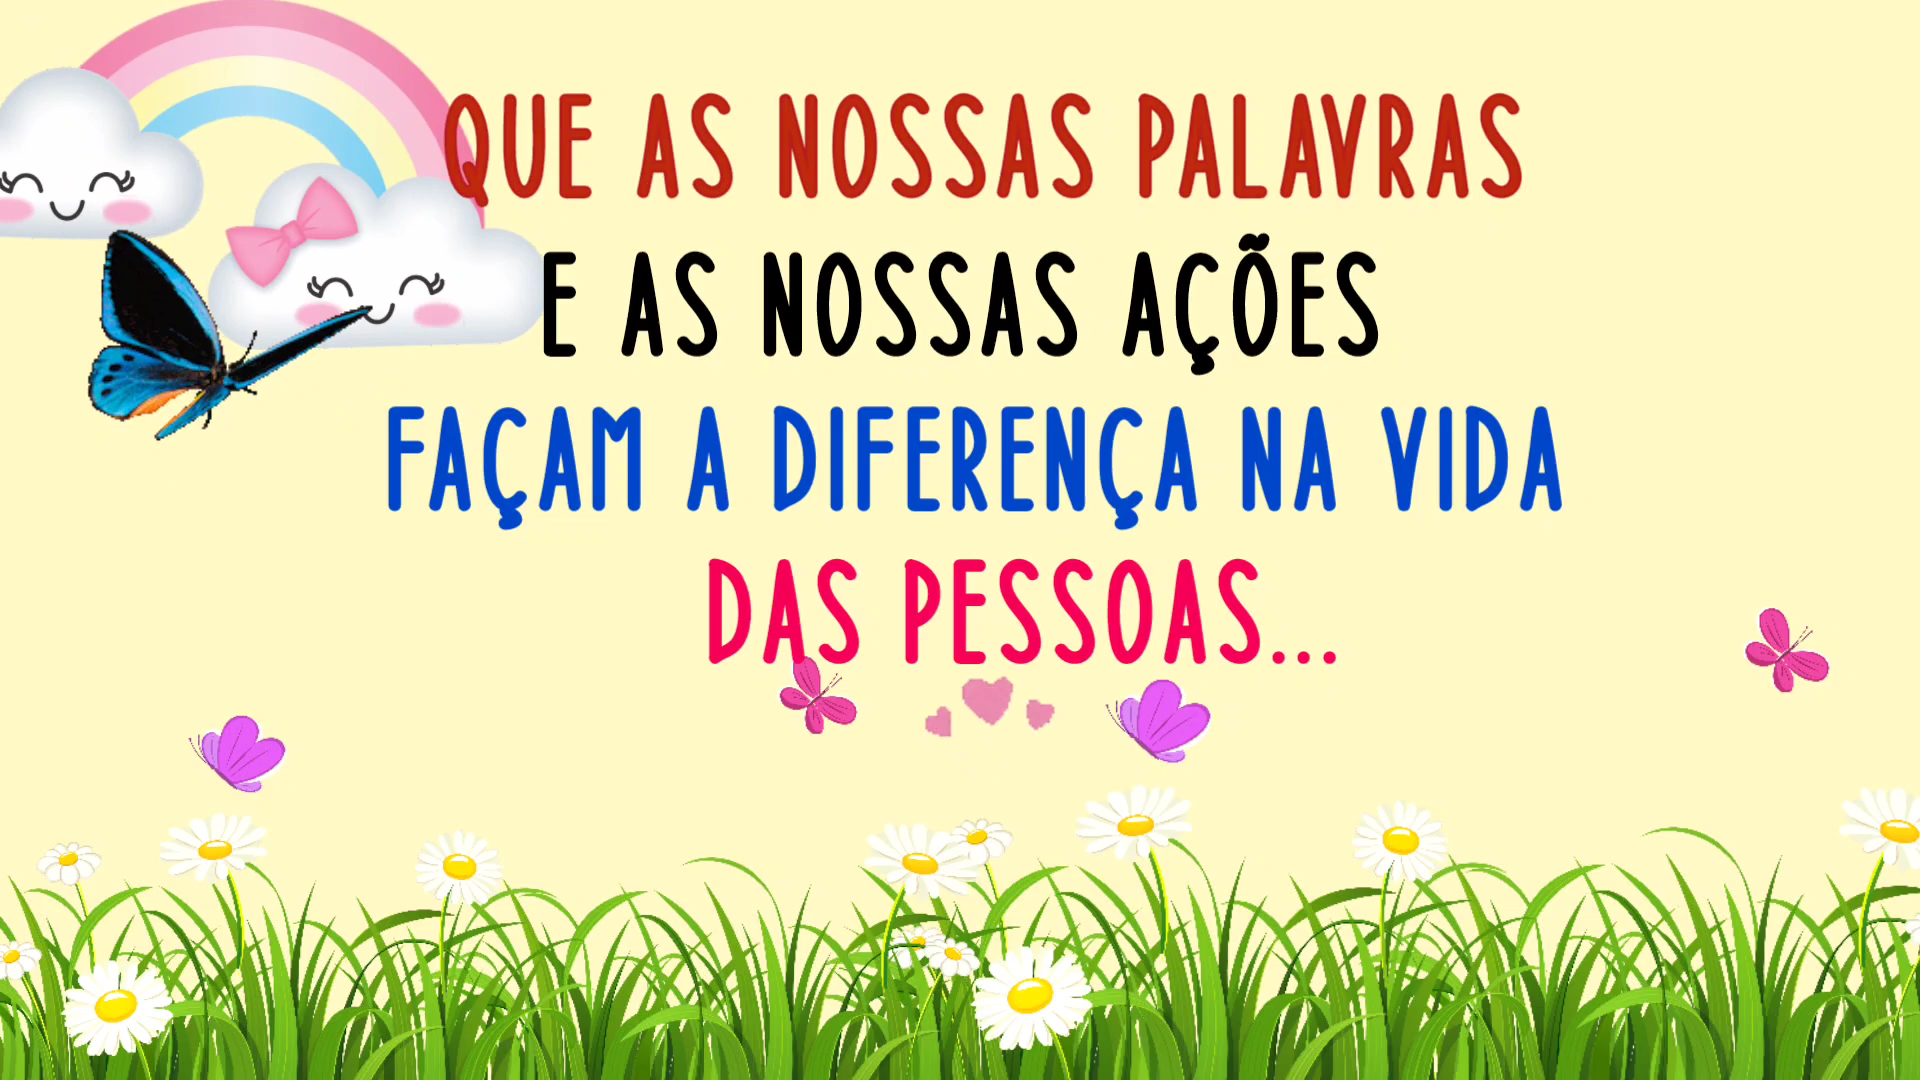 QUE AS NOSSAS PALAVRAS
E AS NOSSAS AÇÕES
FAÇAM A DIFERENÇA NA VIDA
DAS PESSOAS...